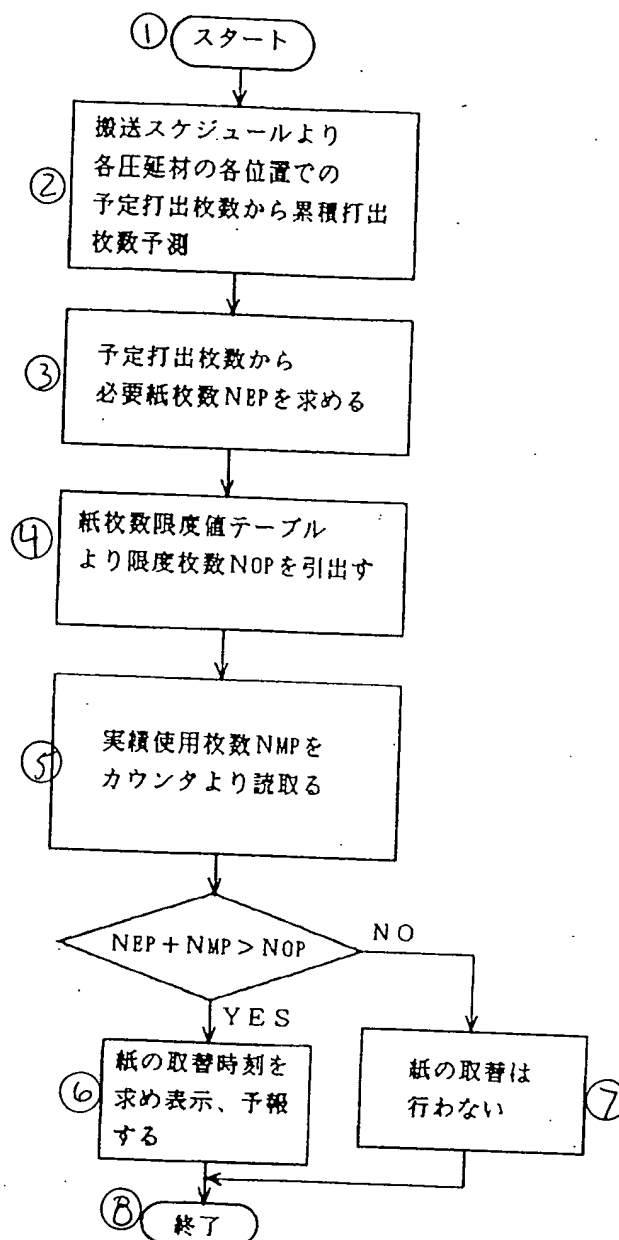 ① スタート
搬送スケジュールより
各圧延材の各位置での
② 予定打出枚数から累積打出
枚数予測
予定打出枚数から
③ 必要紙枚数NEPを求める
紙枚数限度値テーブル
④ より限度枚数NOPを引出す
実績使用枚数NMPを
⑤ カウンタより読取る
NEP+NMP>NOP
NO
YES
紙の取替時刻を
⑥ 求め表示、予報
する
紙の取替は
行わない ⑦
⑧ 終了